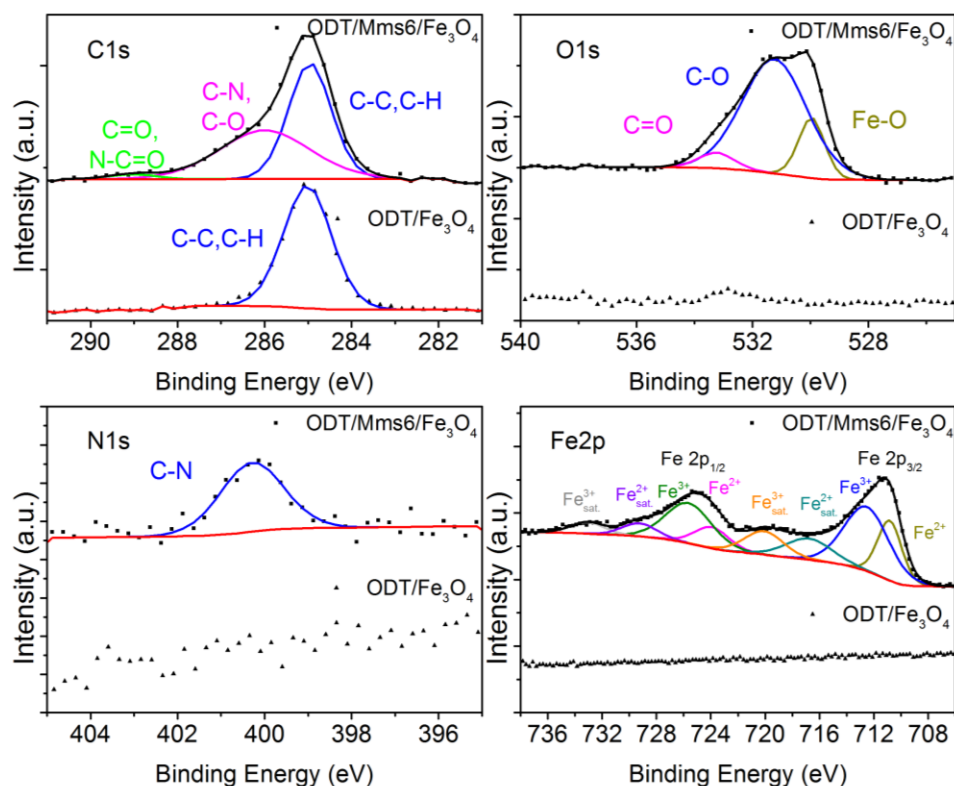 C1s
ODT/Mms6/Fe₃O₄
C-N,
C-O
C-C,C-H
C=O,
N-C=O
ODT/Fe₃O₄
C-C,C-H
Intensity (a.u.)
290 288 286 284 282
Binding Energy (eV)
O1s
ODT/Mms6/Fe₃O₄
C-O
C=O
Fe-O
ODT/Fe₃O₄
Intensity (a.u.)
540 536 532 528
Binding Energy (eV)
N1s
ODT/Mms6/Fe₃O₄
C-N
ODT/Fe₃O₄
Intensity (a.u.)
404 402 400 398 396
Binding Energy (eV)
Fe2p
ODT/Mms6/Fe₃O₄
Fe 2p₁/₂
Fe 2p₃/₂
Fe³⁺ sat.
Fe²⁺ sat.
Fe³⁺
Fe²⁺
Fe³⁺ sat.
Fe²⁺ sat.
Fe³⁺
Fe²⁺
ODT/Fe₃O₄
Intensity (a.u.)
736 732 728 724 720 716 712 708
Binding Energy (eV)